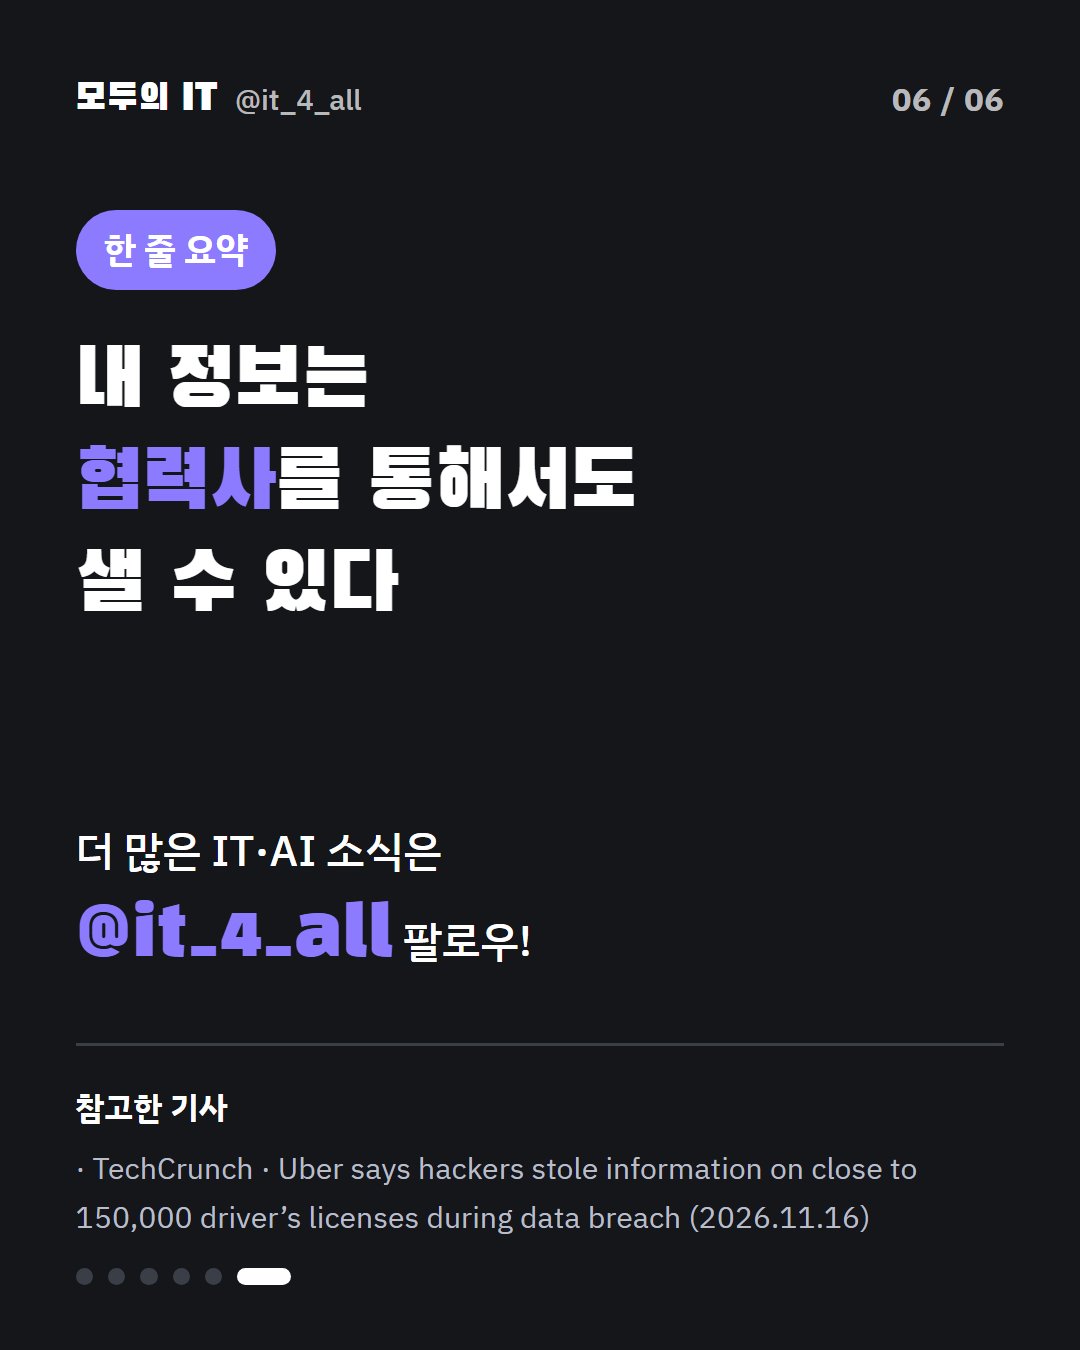 모두의 IT @it_4_all
06 / 06
한 줄 요약
내 정보는
협력사를 통해서도
샐 수 있다
더 많은 IT·AI 소식은
@it_4_all 팔로우!
참고한 기사
· TechCrunch · Uber says hackers stole information on close to
150,000 driver’s licenses during data breach (2026.11.16)